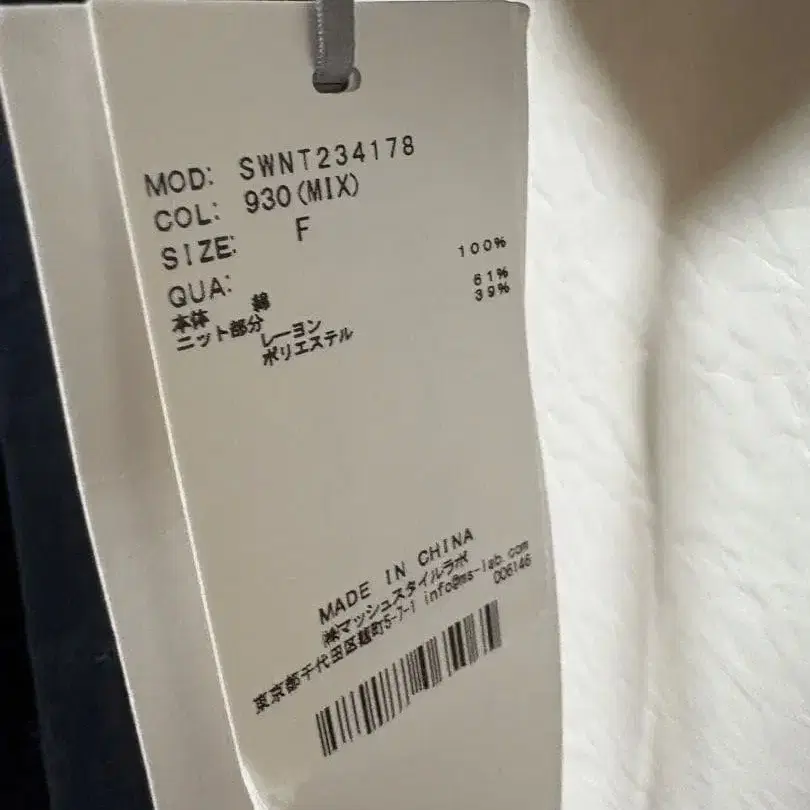 MOD: SWNT234178
COL: 930(MIX)
SIZE: F
QUA:
本体 綿 100%
ニット部分 レーヨン 61%
ポリエステル 39%
MADE IN CHINA
㈱マッシュスタイルラボ
東京都千代田区麹町5-7-1 info@ms-lab.com
006146